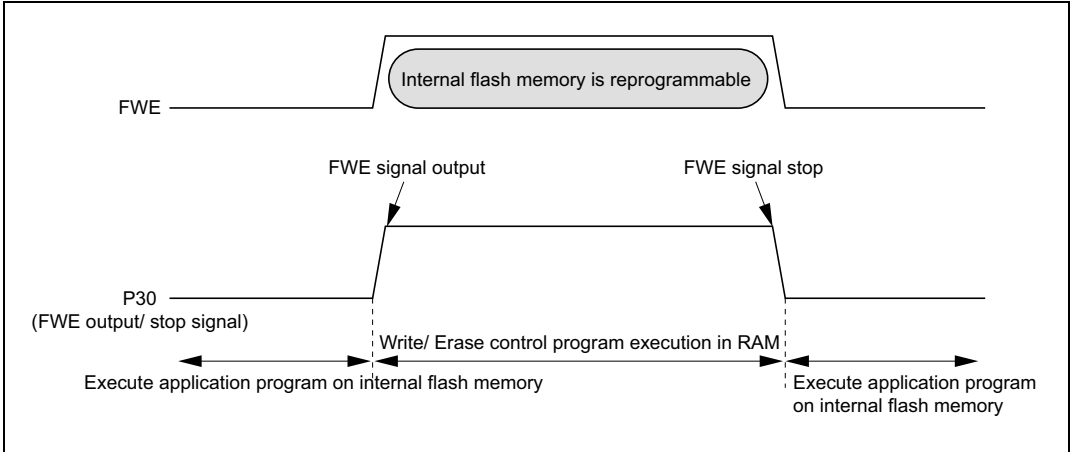 Internal flash memory is reprogrammable
FWE
FWE signal output
FWE signal stop
P30
(FWE output/ stop signal)
Write/ Erase control program execution in RAM
Execute application program on internal flash memory
Execute application program
on internal flash memory